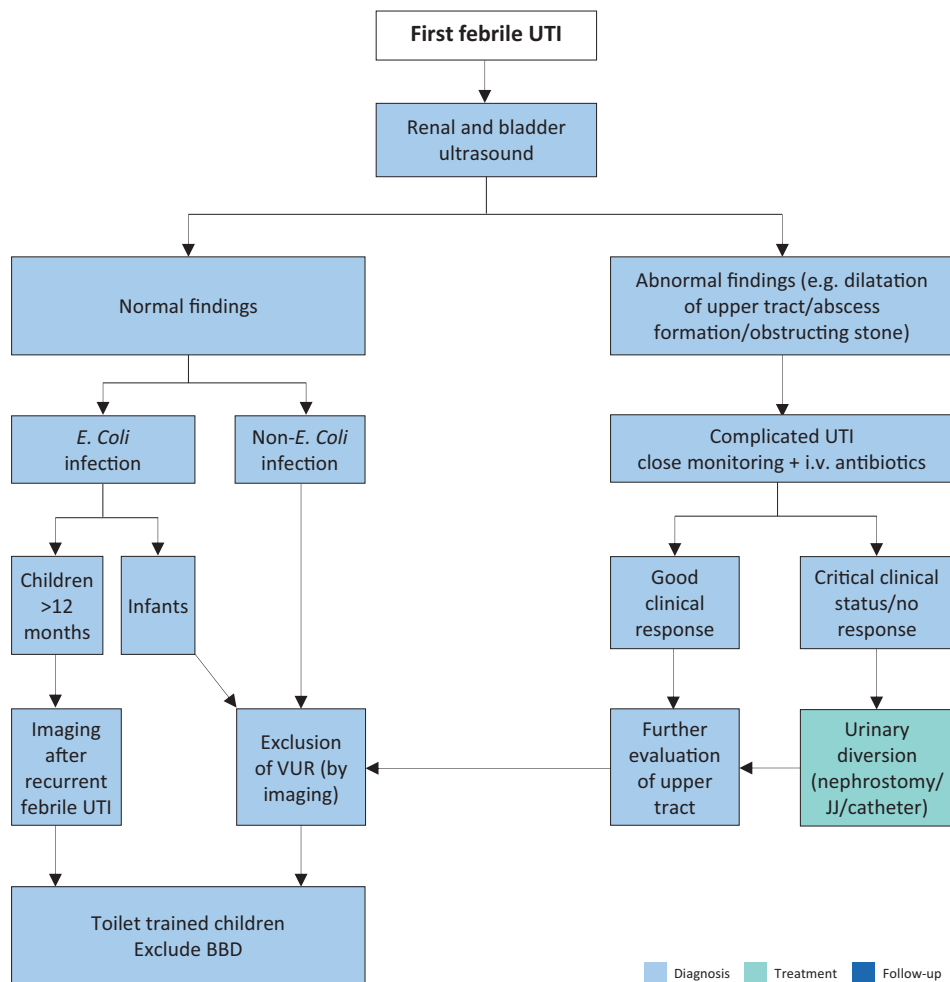 First febrile UTI
Renal and bladder
ultrasound
Normal findings
Abnormal findings (e.g. dilatation
of upper tract/abscess
formation/obstructing stone)
E. Coli
infection
Non-E. Coli
infection
Complicated UTI
close monitoring + i.v. antibiotics
Children
>12
months
Infants
Good
clinical
response
Critical clinical
status/no
response
Imaging
after
recurrent
febrile UTI
Exclusion
of VUR (by
imaging)
Further
evaluation
of upper
tract
Urinary
diversion
(nephrostomy/
JJ/catheter)
Toilet trained children
Exclude BBD
Diagnosis
Treatment
Follow-up